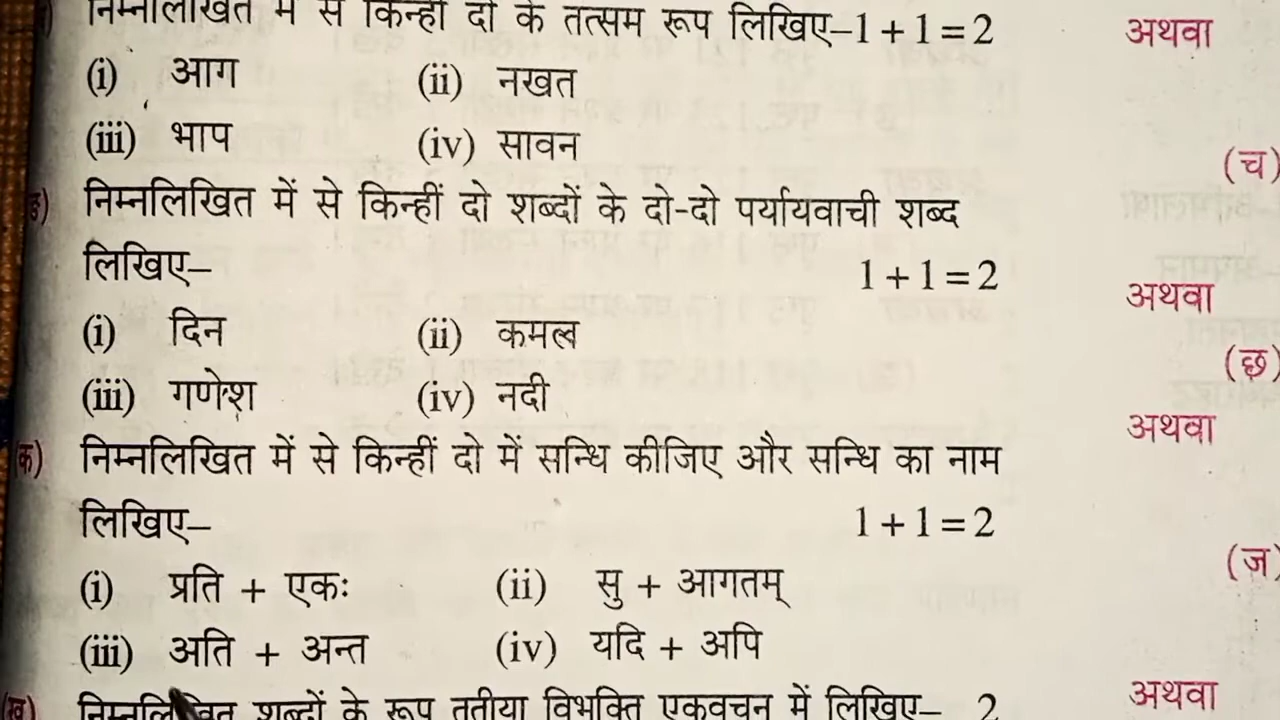 निम्नलिखित में से किन्हीं दो के तत्सम रूप लिखिए– 1 + 1 = 2
(i) आग (ii) नखत
(iii) भाप (iv) सावन
ङ) निम्नलिखित में से किन्हीं दो शब्दों के दो-दो पर्यायवाची शब्द
लिखिए– 1 + 1 = 2
(i) दिन (ii) कमल
(iii) गणेश (iv) नदी
क) निम्नलिखित में से किन्हीं दो में सन्धि कीजिए और सन्धि का नाम
लिखिए– 1 + 1 = 2
(i) प्रति + एकः (ii) सु + आगतम्
(iii) अति + अन्त (iv) यदि + अपि
(ख) निम्नलिखित शब्दों के रूप तृतीया विभक्ति एकवचन में लिखिए– 2
अथवा
(च)
अथवा
(छ)
अथवा
(ज)
अथवा